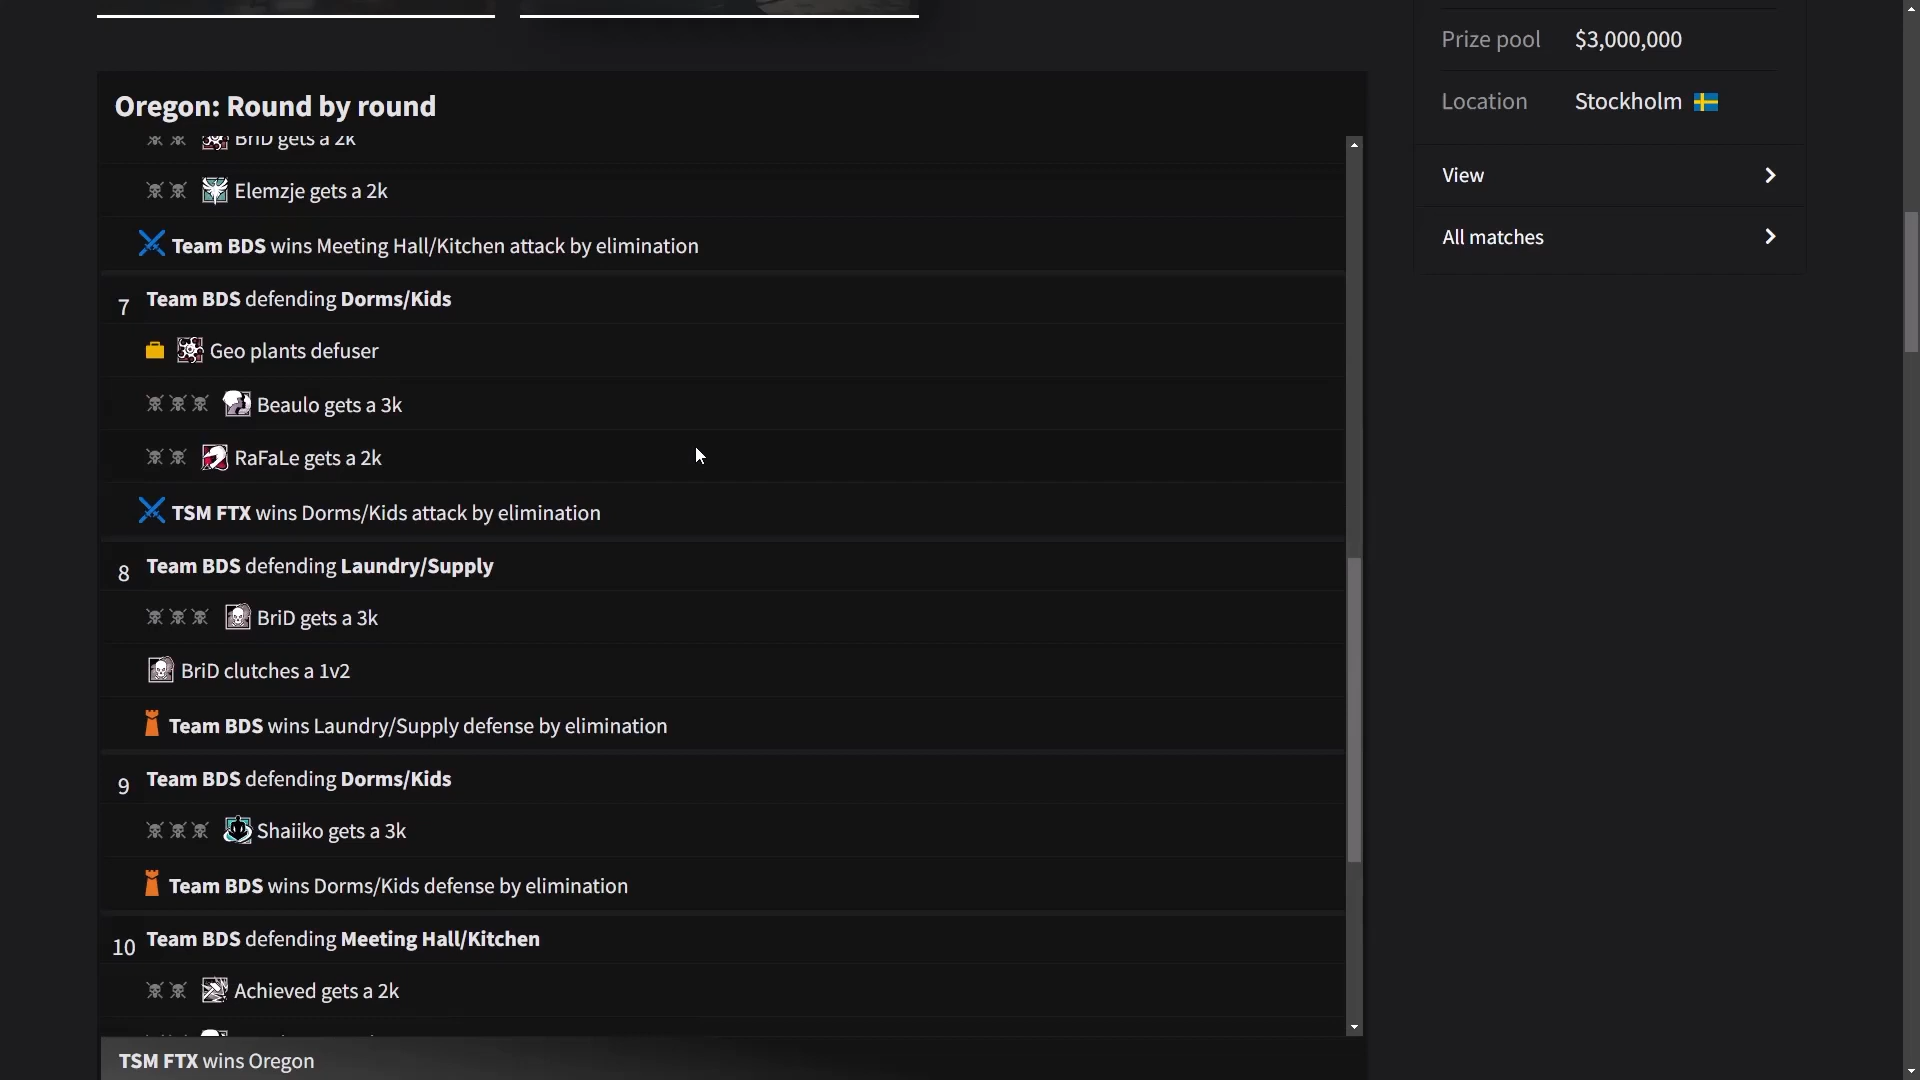 Prize pool $3,000,000
Location Stockholm
View
All matches
Oregon: Round by round
BriD gets a 2k
Elemzje gets a 2k
Team BDS wins Meeting Hall/Kitchen attack by elimination
7 Team BDS defending Dorms/Kids
Geo plants defuser
Beaulo gets a 3k
RaFaLe gets a 2k
TSM FTX wins Dorms/Kids attack by elimination
8 Team BDS defending Laundry/Supply
BriD gets a 3k
BriD clutches a 1v2
Team BDS wins Laundry/Supply defense by elimination
9 Team BDS defending Dorms/Kids
Shaiiko gets a 3k
Team BDS wins Dorms/Kids defense by elimination
10 Team BDS defending Meeting Hall/Kitchen
Achieved gets a 2k
TSM FTX wins Oregon